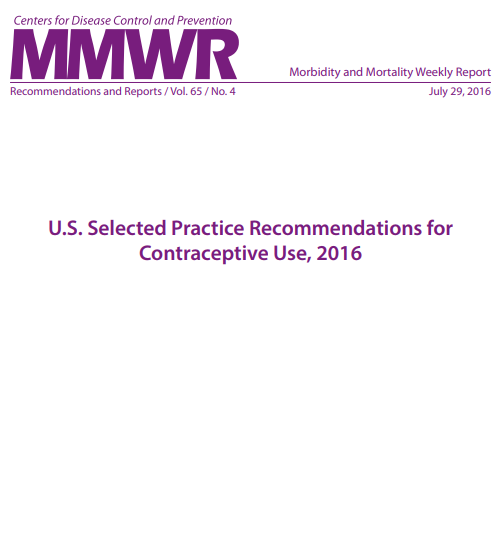 Centers for Disease Control and Prevention
MMWR
Morbidity and Mortality Weekly Report
Recommendations and Reports / Vol. 65 / No. 4
July 29, 2016
U.S. Selected Practice Recommendations for
Contraceptive Use, 2016